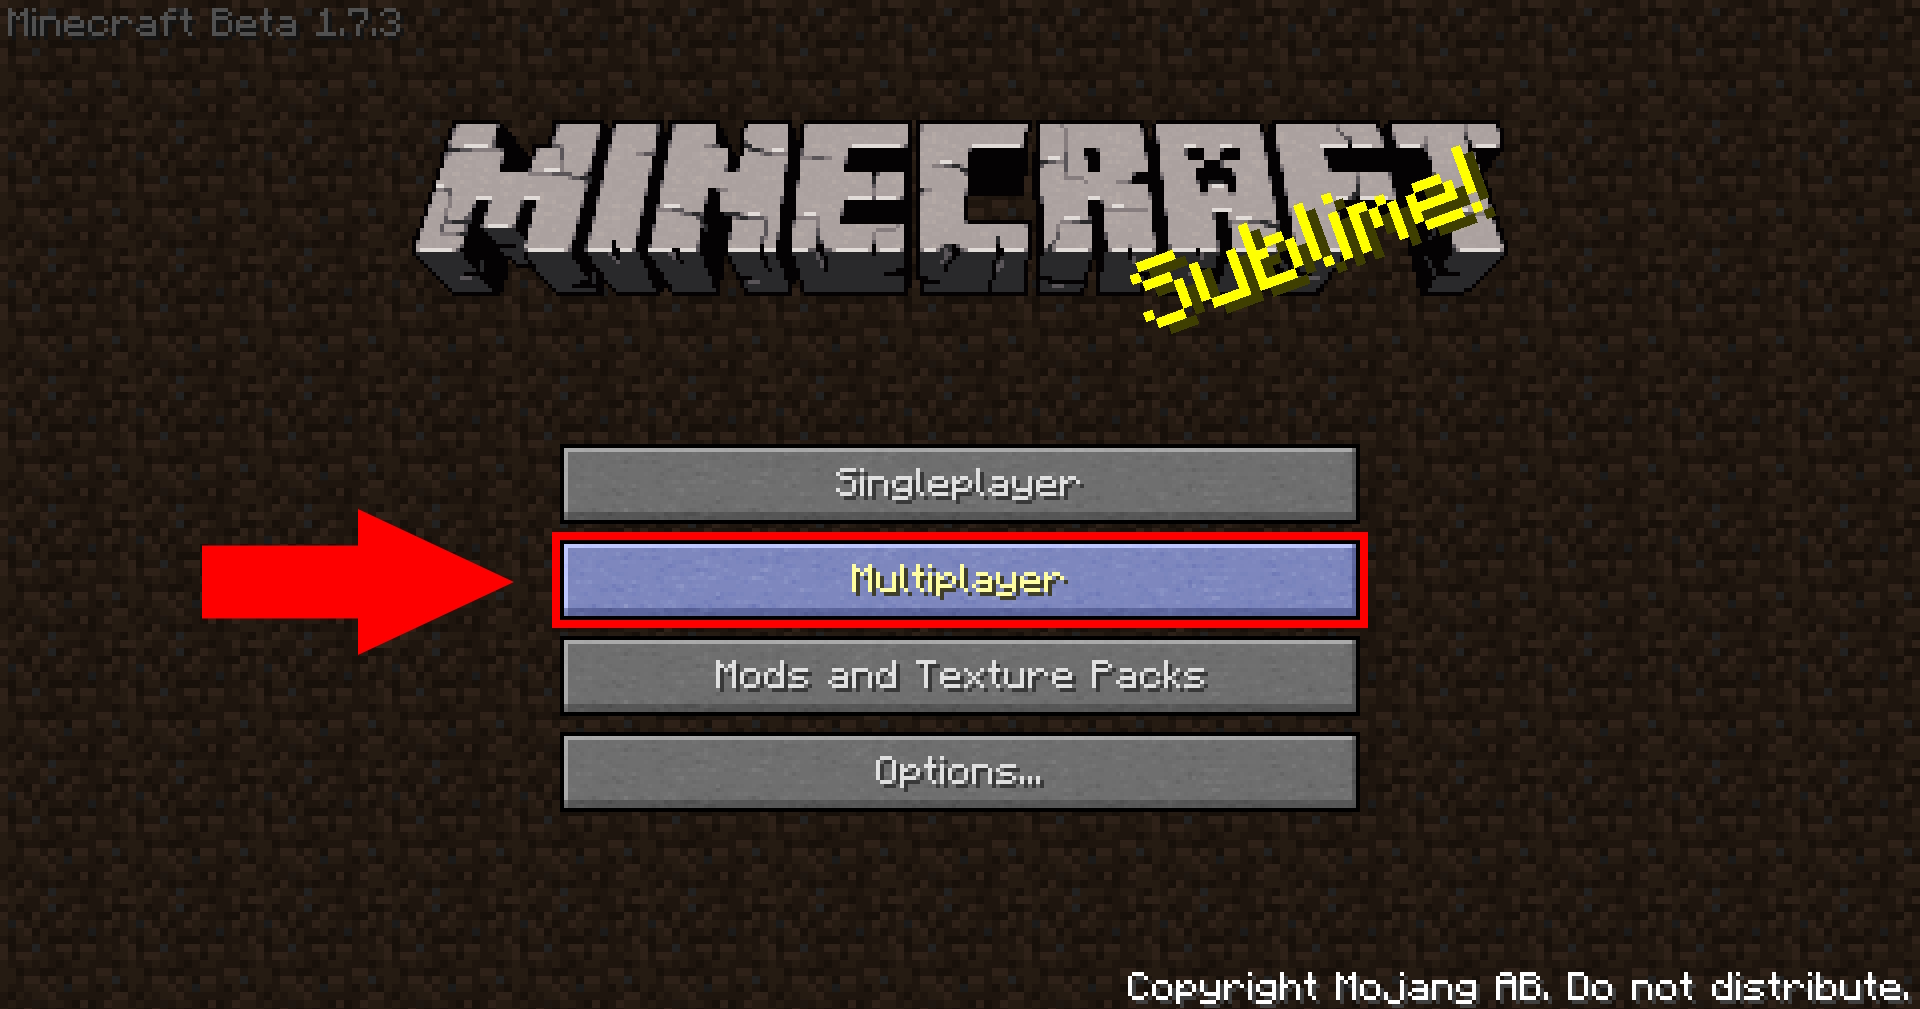 Minecraft Beta 1.7.3
MINECRAFT
Sublime!
Singleplayer
Multiplayer
Mods and Texture Packs
Options...
Copyright Mojang AB. Do not distribute.